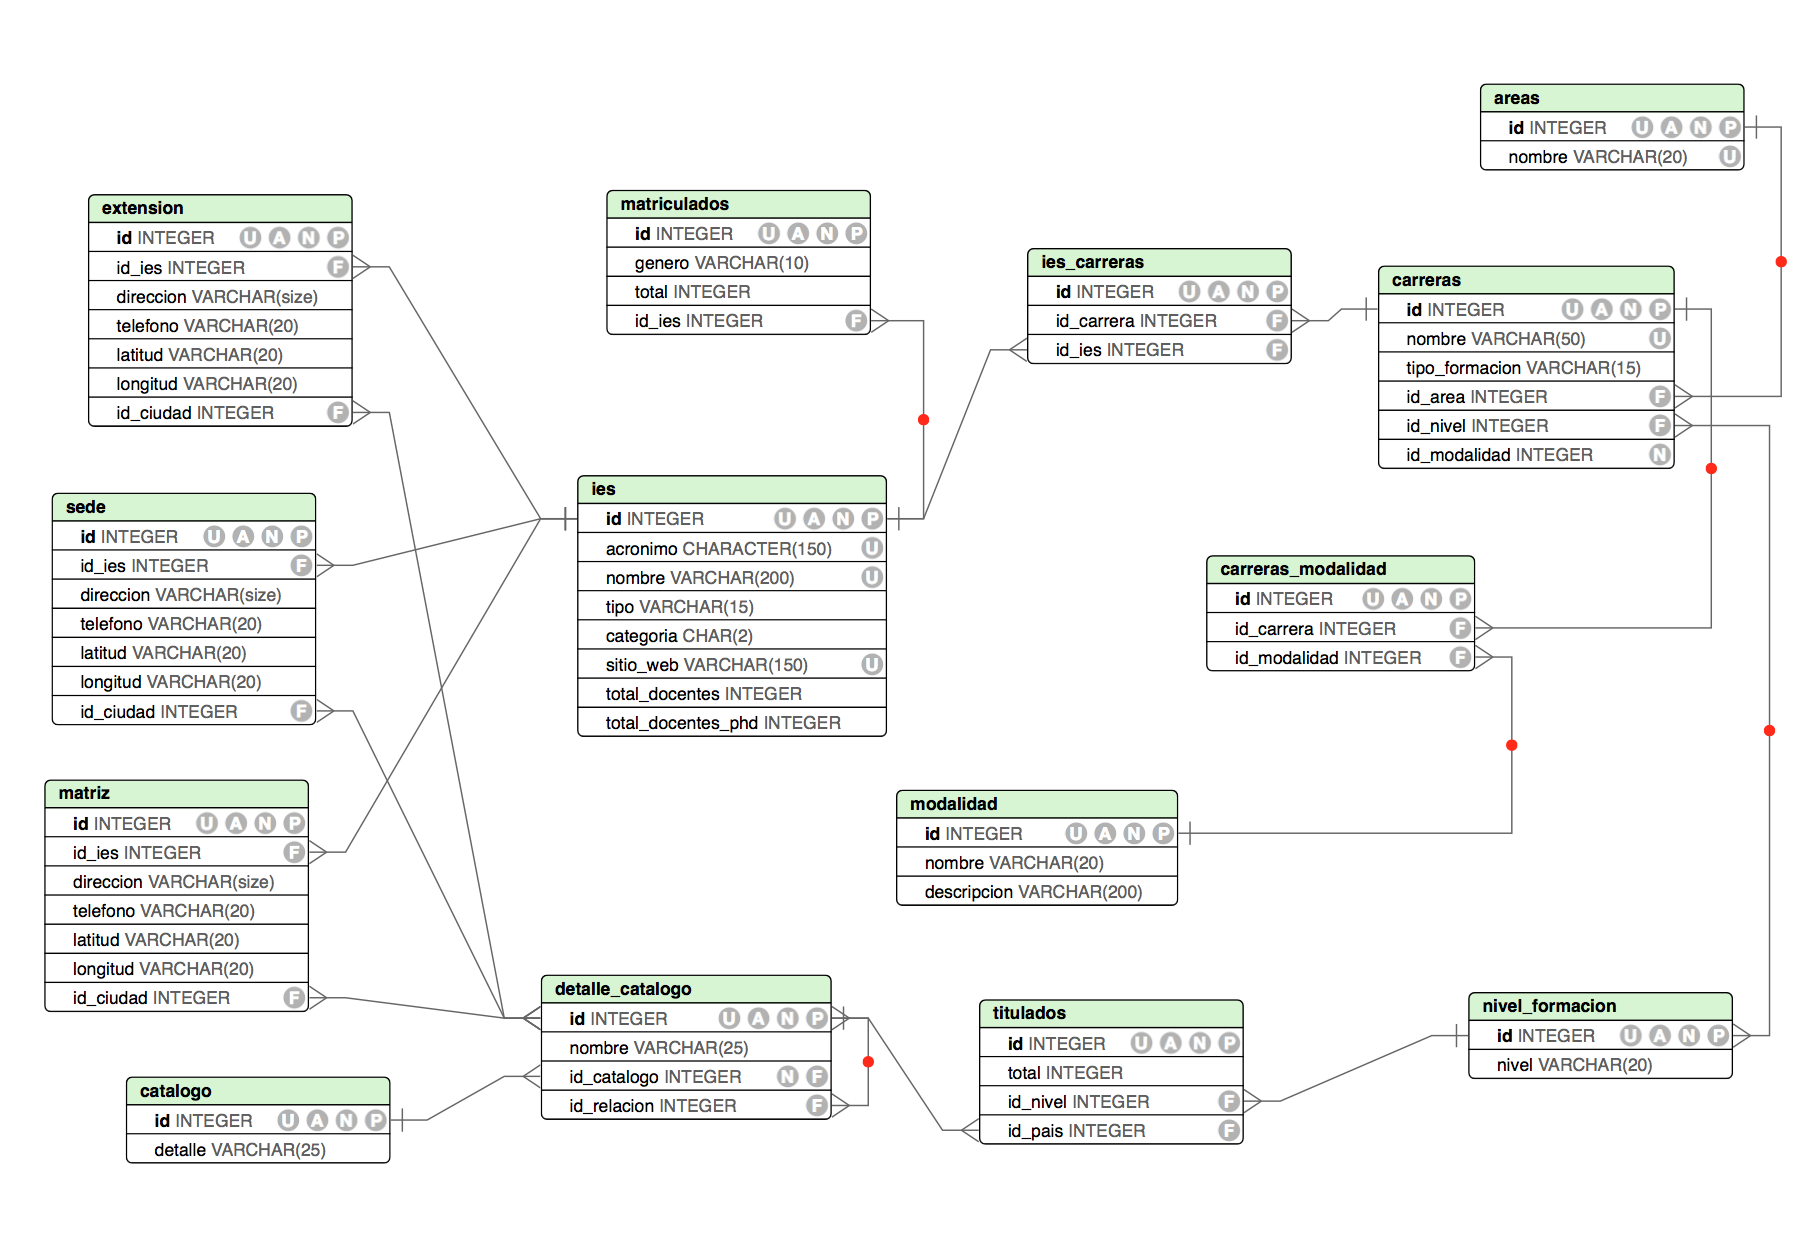 areas
id INTEGER U A N P
nombre VARCHAR(20) U
extension
id INTEGER U A N P
id_ies INTEGER F
direccion VARCHAR(size)
telefono VARCHAR(20)
latitud VARCHAR(20)
longitud VARCHAR(20)
id_ciudad INTEGER F
matriculados
id INTEGER U A N P
genero VARCHAR(10)
total INTEGER
id_ies INTEGER F
ies_carreras
id INTEGER U A N P
id_carrera INTEGER F
id_ies INTEGER F
carreras
id INTEGER U A N P
nombre VARCHAR(50) U
tipo_formacion VARCHAR(15)
id_area INTEGER F
id_nivel INTEGER F
id_modalidad INTEGER N
sede
id INTEGER U A N P
id_ies INTEGER F
direccion VARCHAR(size)
telefono VARCHAR(20)
latitud VARCHAR(20)
longitud VARCHAR(20)
id_ciudad INTEGER F
ies
id INTEGER U A N P
acronimo CHARACTER(150) U
nombre VARCHAR(200) U
tipo VARCHAR(15)
categoria CHAR(2)
sitio_web VARCHAR(150) U
total_docentes INTEGER
total_docentes_phd INTEGER
carreras_modalidad
id INTEGER U A N P
id_carrera INTEGER F
id_modalidad INTEGER F
matriz
id INTEGER U A N P
id_ies INTEGER F
direccion VARCHAR(size)
telefono VARCHAR(20)
latitud VARCHAR(20)
longitud VARCHAR(20)
id_ciudad INTEGER F
modalidad
id INTEGER U A N P
nombre VARCHAR(20)
descripcion VARCHAR(200)
detalle_catalogo
id INTEGER U A N P
nombre VARCHAR(25)
id_catalogo INTEGER N F
id_relacion INTEGER F
titulados
id INTEGER U A N P
total INTEGER
id_nivel INTEGER F
id_pais INTEGER F
nivel_formacion
id INTEGER U A N P
nivel VARCHAR(20)
catalogo
id INTEGER U A N P
detalle VARCHAR(25)